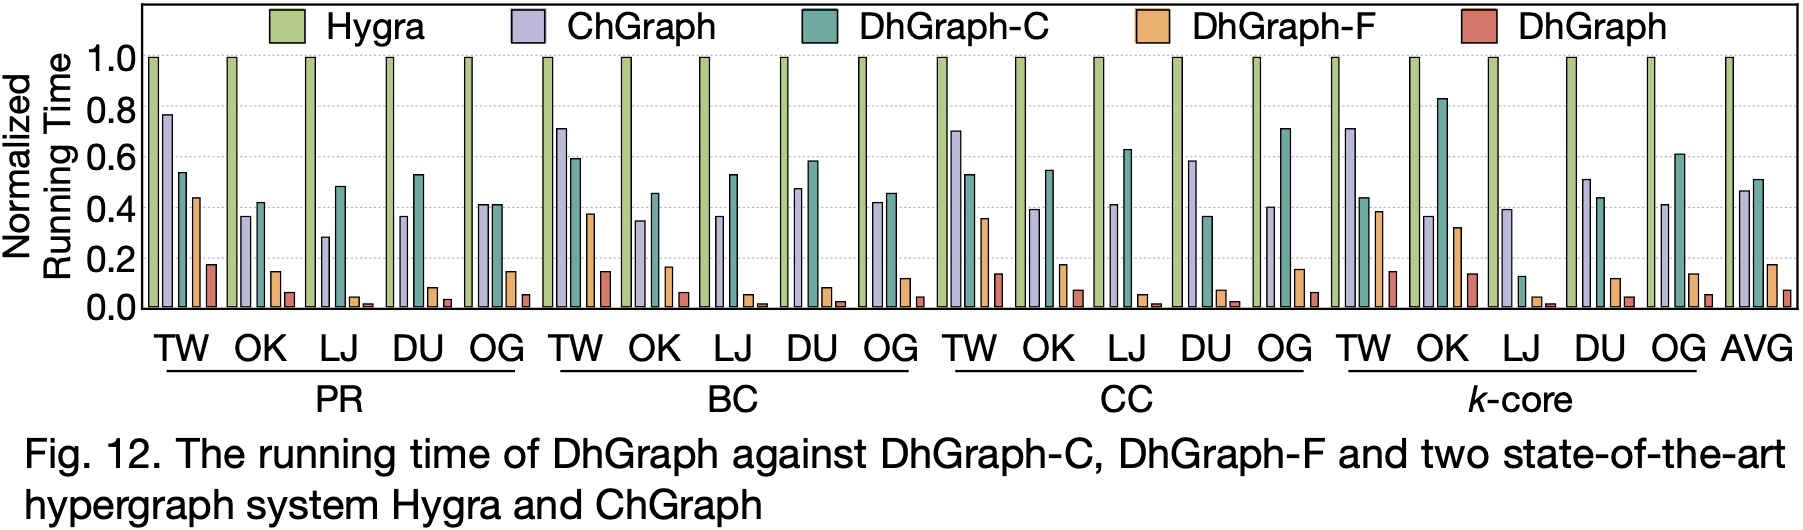 Hygra ChGraph DhGraph-C DhGraph-F DhGraph
Normalized
Running Time
1.0
0.8
0.6
0.4
0.2
0.0
TW OK LJ DU OG TW OK LJ DU OG TW OK LJ DU OG TW OK LJ DU OG AVG
PR BC CC k-core
Fig. 12. The running time of DhGraph against DhGraph-C, DhGraph-F and two state-of-the-art
hypergraph system Hygra and ChGraph